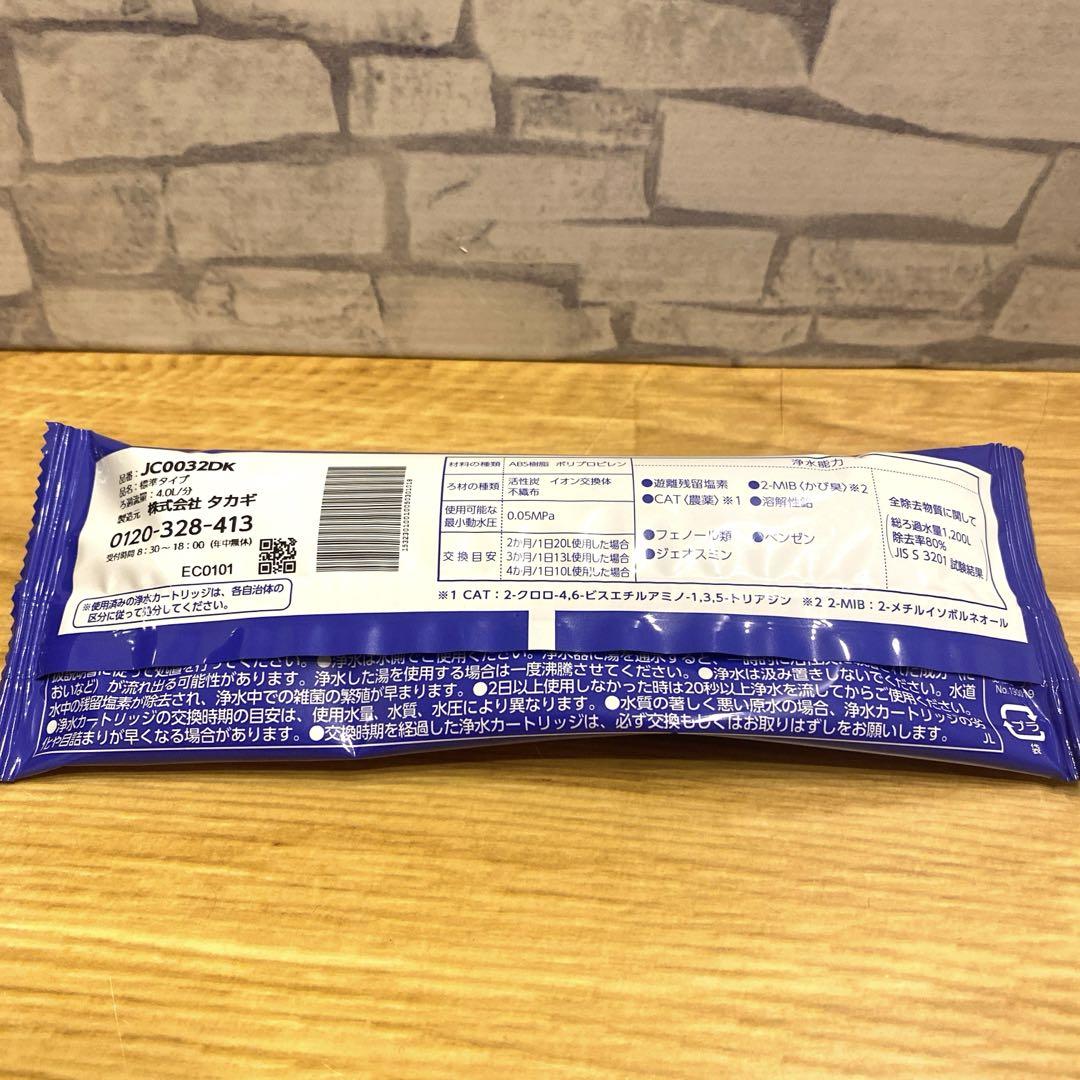 品番：JC0032DK
品名：標準タイプ
ろ過流量：4.0L/分
製造元 株式会社 タカギ
0120-328-413
受付時間 8：30～18：00（年中無休）
EC0101
※使用済みの浄水カートリッジは、各自治体の
区分に従って処分してください。
材料の種類 ABS樹脂 ポリプロピレン
ろ材の種類 活性炭 イオン交換体
不織布
使用可能な
最小動水圧 0.05MPa
交換目安
2か月/1日20L使用した場合
3か月/1日13L使用した場合
4か月/1日10L使用した場合
浄水能力
●遊離残留塩素 ●2-MIB（かび臭）※2
●CAT（農薬）※1 ●溶解性鉛
●フェノール類 ●ベンゼン
●ジェオスミン
全除去物質に関して
総ろ過水量1,200L
除去率80%
JIS S 3201 試験結果
※1 CAT：2-クロロ-4,6-ビスエチルアミノ-1,3,5-トリアジン ※2 2-MIB：2-メチルイソボルネオール
おいなど）が流れ出る可能性があります。浄水した湯を使用する場合は一度沸騰させてください。●浄水は汲み置きしないでください。水道
水中の残留塩素が除去され、浄水中での雑菌の繁殖が早まります。●2日以上使用しなかった時は20秒以上浄水を流してからご使用ください。
●浄水カートリッジの交換時期の目安は、使用水量、水質、水圧により異なります。●水質の著しく悪い原水の場合、浄水カートリッジの劣
化や目詰まりが早くなる場合があります。●交換時期を経過した浄水カートリッジは、必ず交換もしくはお取りはずしをお願いします。
JL
プラ
袋